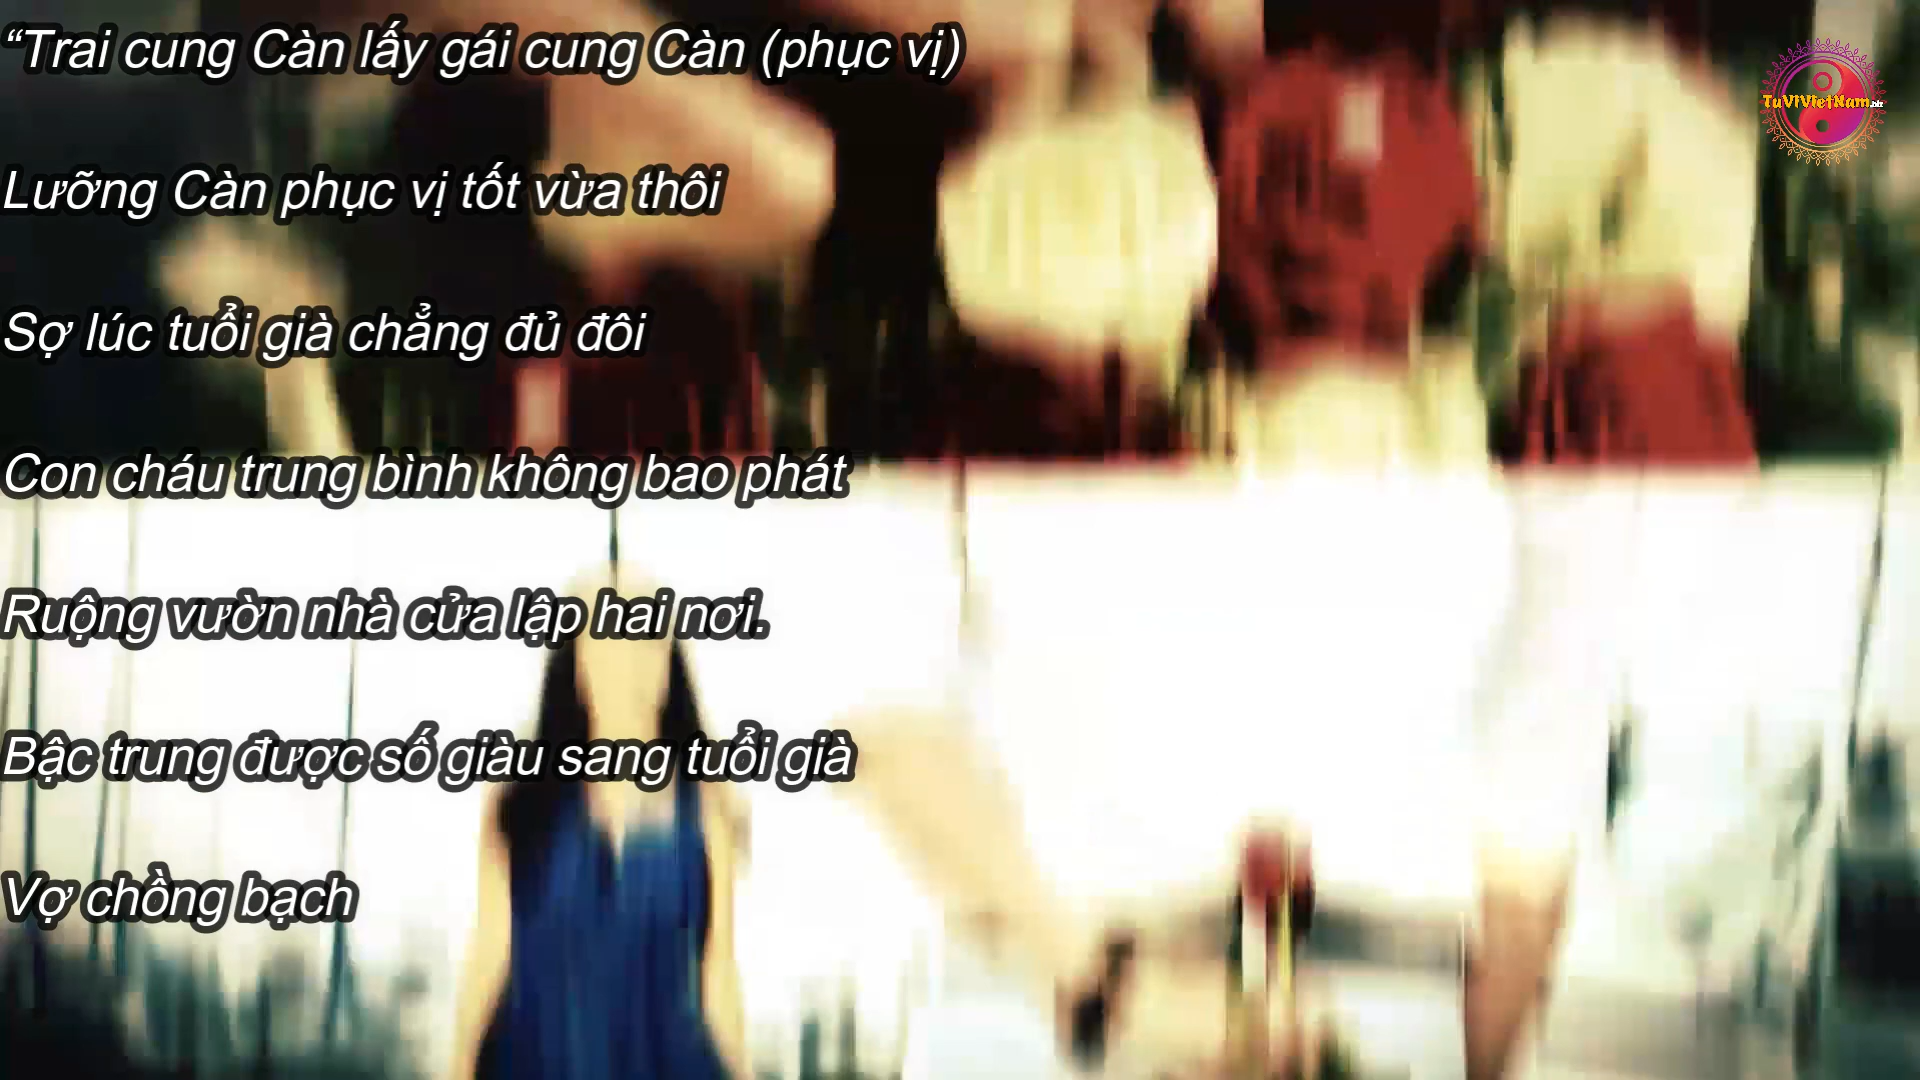 “Trai cung Càn lấy gái cung Càn (phục vị)
Lưỡng Càn phục vị tốt vừa thôi
Sợ lúc tuổi già chẳng đủ đôi
Con cháu trung bình không bao phát
Ruộng vườn nhà cửa lập hai nơi.
Bậc trung được số giàu sang tuổi già
Vợ chồng bạch
TuViVietNam.biz